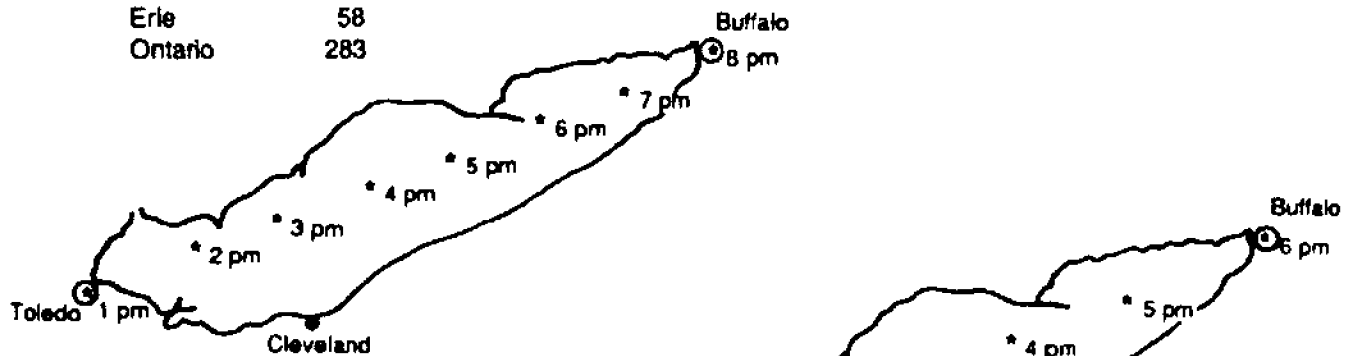 Erie 58
Ontario 283
Buffalo
* 8 pm
* 7 pm
* 6 pm
* 5 pm
* 4 pm
* 3 pm
* 2 pm
Toledo * 1 pm
Cleveland
Buffalo
* 6 pm
* 5 pm
* 4 pm